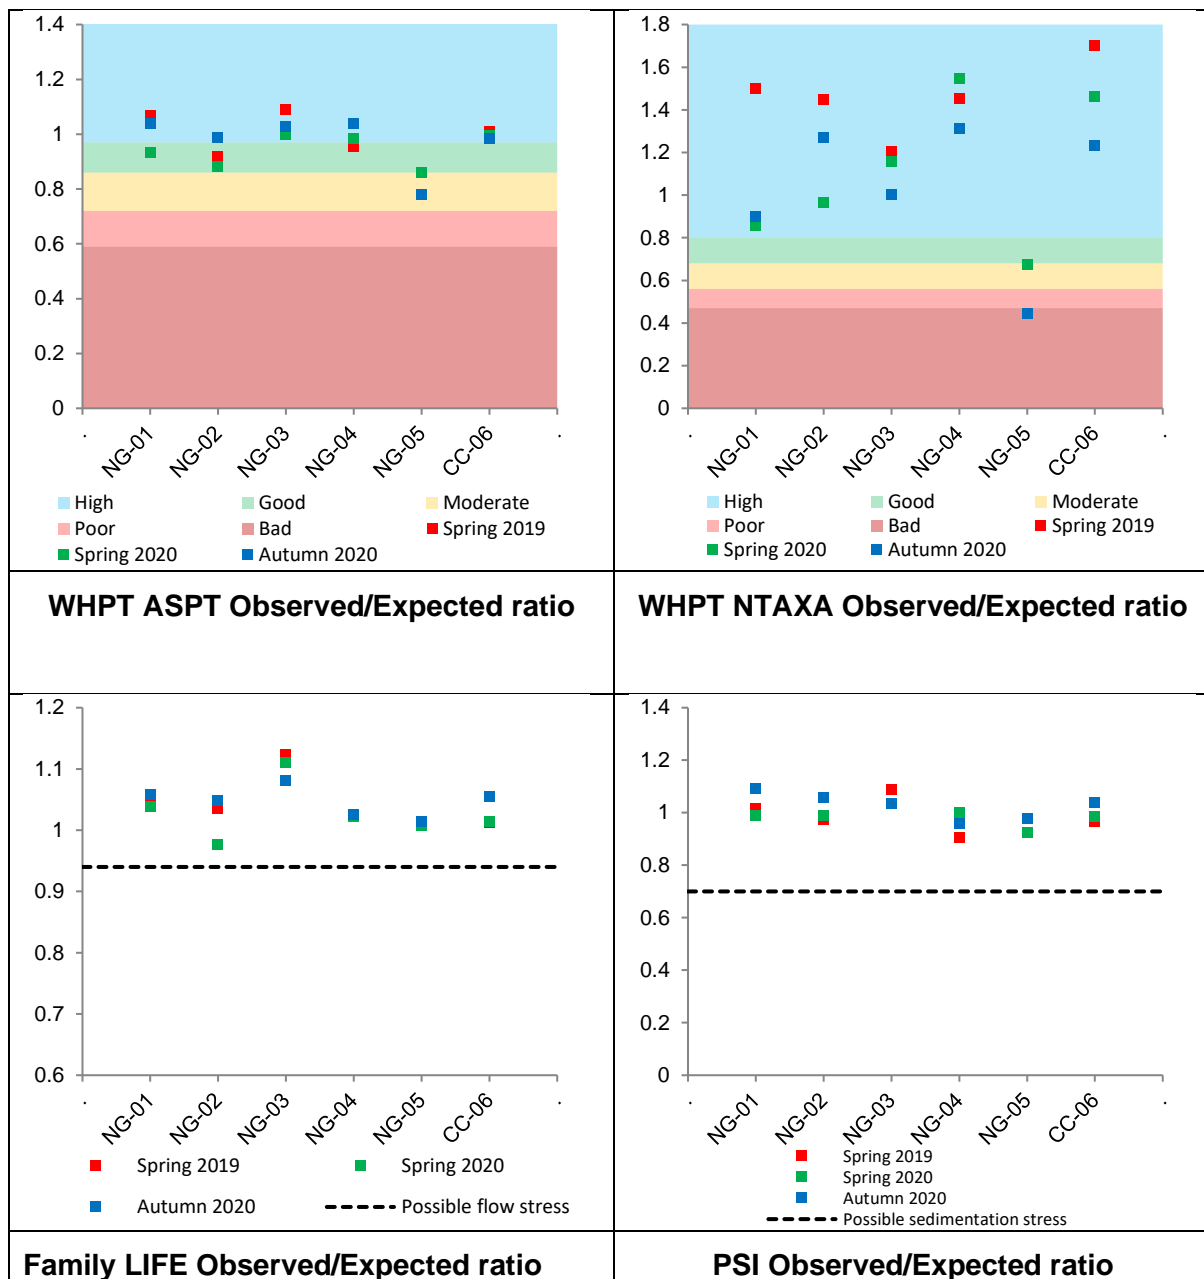 1.4
1.2
1
0.8
0.6
0.4
0.2
0
. NG-01 NG-02 NG-03 NG-04 NG-05 CC-06 .
High Good Moderate
Poor Bad Spring 2019
Spring 2020 Autumn 2020
1.8
1.6
1.4
1.2
1
0.8
0.6
0.4
0.2
0
. NG-01 NG-02 NG-03 NG-04 NG-05 CC-06 .
High Good Moderate
Poor Bad Spring 2019
Spring 2020 Autumn 2020
WHPT ASPT Observed/Expected ratio
WHPT NTAXA Observed/Expected ratio
1.2
1.1
1
0.9
0.8
0.7
0.6
. NG-01 NG-02 NG-03 NG-04 NG-05 CC-06 .
Spring 2019 Spring 2020
Autumn 2020 Possible flow stress
1.4
1.2
1
0.8
0.6
0.4
0.2
0
. NG-01 NG-02 NG-03 NG-04 NG-05 CC-06 .
Spring 2019
Spring 2020
Autumn 2020
Possible sedimentation stress
Family LIFE Observed/Expected ratio
PSI Observed/Expected ratio